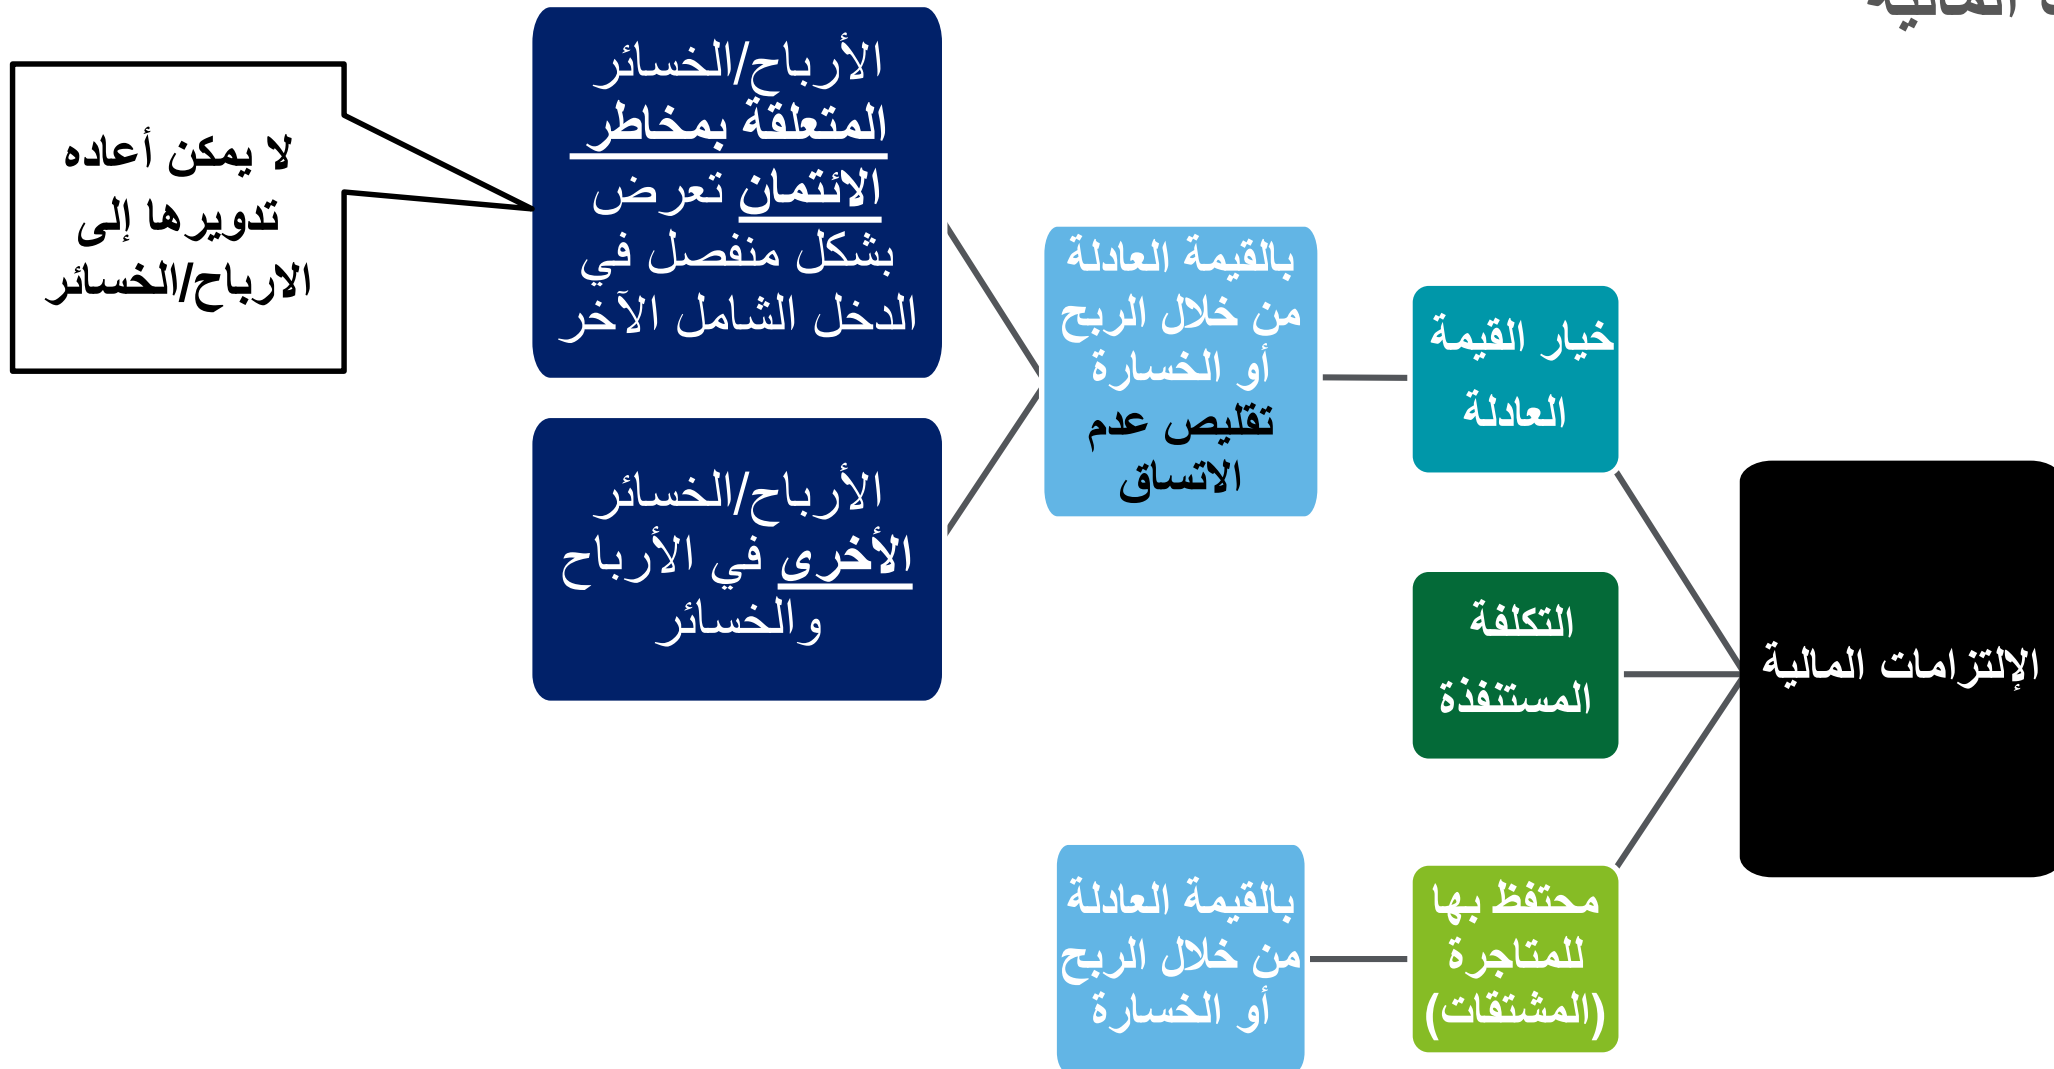 المالية
الإلتزامات المالية
خيار القيمة
العادلة
بالقيمة العادلة
من خلال الربح
أو الخسارة
تقليص عدم
الاتساق
الأرباح/الخسائر
المتعلقة بمخاطر
الائتمان تعرض
بشكل منفصل في
الدخل الشامل الآخر
لا يمكن أعاده
تدويرها إلى
الارباح/الخسائر
الأرباح/الخسائر
الأخرى في الأرباح
والخسائر
التكلفة
المستنفذة
محتفظ بها
للمتاجرة
(المشتقات)
بالقيمة العادلة
من خلال الربح
أو الخسارة